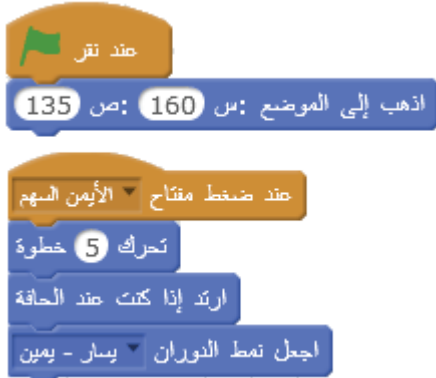 عند نقر
اذهب إلى الموضع س: 160 ص: 135
عند ضغط مفتاح السهم الأيمن
تحرك 5 خطوة
ارتد إذا كنت عند الحافة
اجعل نمط الدوران يسار - يمين